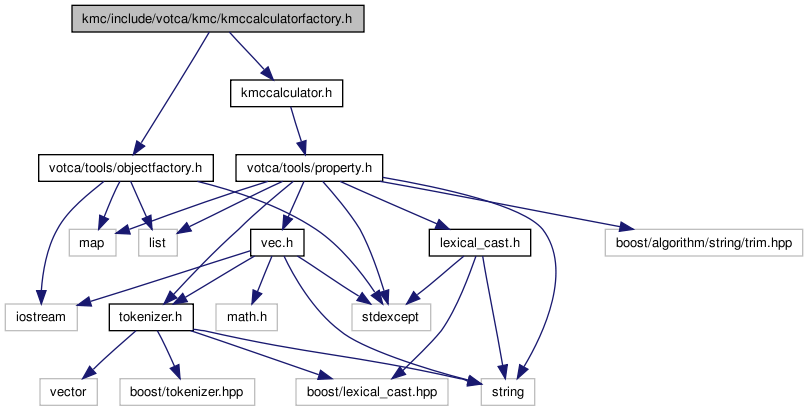 kmc/include/votca/kmc/kmccalculatorfactory.h
kmccalculator.h
votca/tools/objectfactory.h
votca/tools/property.h
map
list
vec.h
lexical_cast.h
boost/algorithm/string/trim.hpp
iostream
tokenizer.h
math.h
stdexcept
vector
boost/tokenizer.hpp
boost/lexical_cast.hpp
string